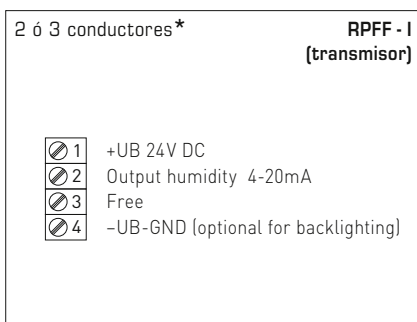 2 ó 3 conductores* RPFF - I
(transmisor)
1 +UB 24V DC
2 Output humidity 4-20mA
3 Free
4 –UB-GND (optional for backlighting)